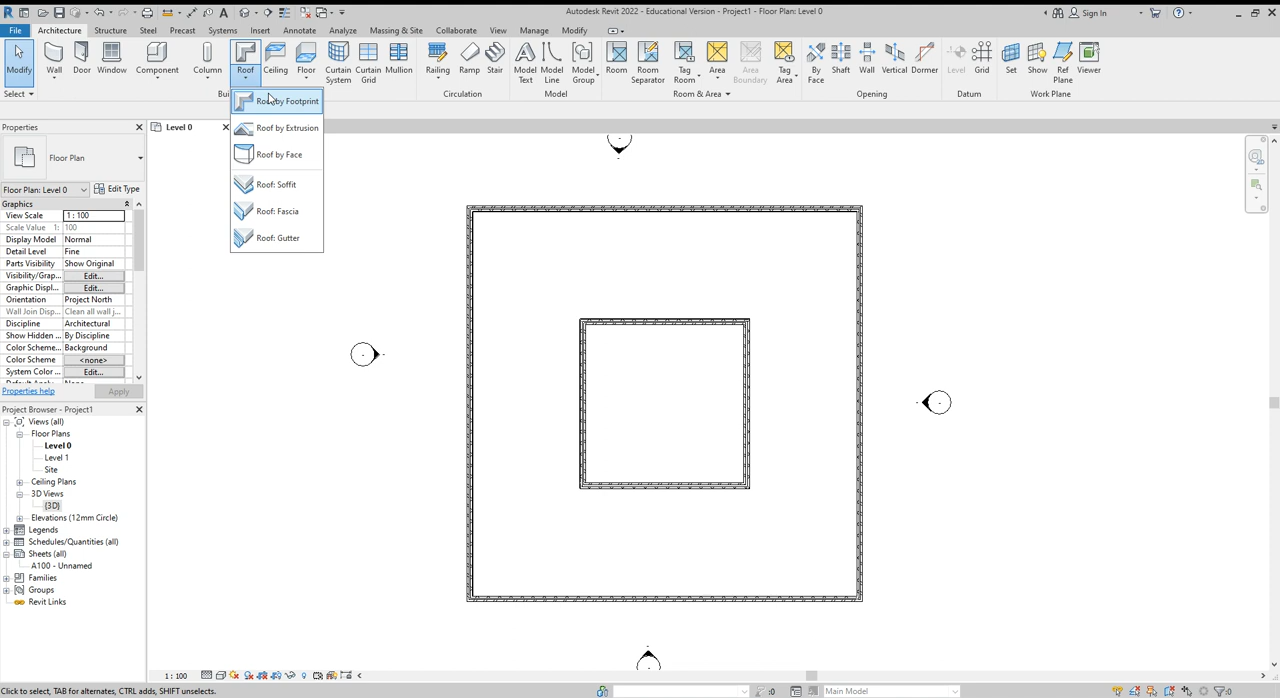 Autodesk Revit 2022 - Educational Version - Project1 - Floor Plan: Level 0
Sign In
File Architecture Structure Steel Precast Systems Insert Annotate Analyze Massing & Site Collaborate View Manage Modify
Modify Wall Door Window Component Column Roof Ceiling Floor Curtain System Curtain Grid Mullion Railing Ramp Stair Model Text Model Line Model Group Room Room Separator Tag Room Area Area Boundary Tag Area By Face Shaft Wall Vertical Dormer Level Grid Set Show Ref Plane Viewer
Select Circulation Model Room & Area Opening Datum Work Plane
Roof by Footprint
Roof by Extrusion
Roof by Face
Roof: Soffit
Roof: Fascia
Roof: Gutter
Properties
Level 0
Floor Plan
Floor Plan: Level 0 Edit Type
Graphics
View Scale 1 : 100
Scale Value 1: 100
Display Model Normal
Detail Level Fine
Parts Visibility Show Original
Visibility/Grap... Edit...
Graphic Displ... Edit...
Orientation Project North
Wall Join Disp... Clean all wall j...
Discipline Architectural
Show Hidden ... By Discipline
Color Scheme... Background
Color Scheme <none>
System Color ... Edit...
Properties help Apply
Project Browser - Project1
Views (all)
Floor Plans
Level 0
Level 1
Site
Ceiling Plans
3D Views
{3D}
Elevations (12mm Circle)
Legends
Schedules/Quantities (all)
Sheets (all)
A100 - Unnamed
Families
Groups
Revit Links
1 : 100
Click to select, TAB for alternates, CTRL adds, SHIFT unselects.
:0
Main Model
:0